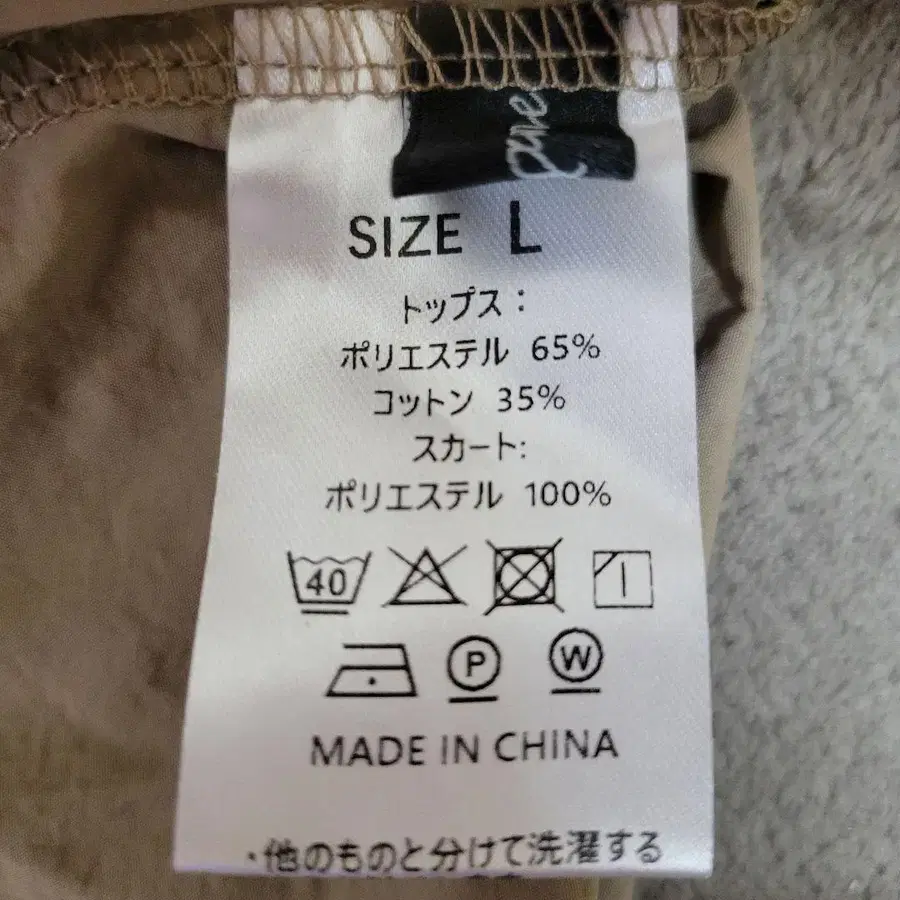 SIZE L
トップス：
ポリエステル 65%
コットン 35%
スカート:
ポリエステル 100%
40
P W
MADE IN CHINA
・他のものと分けて洗濯する